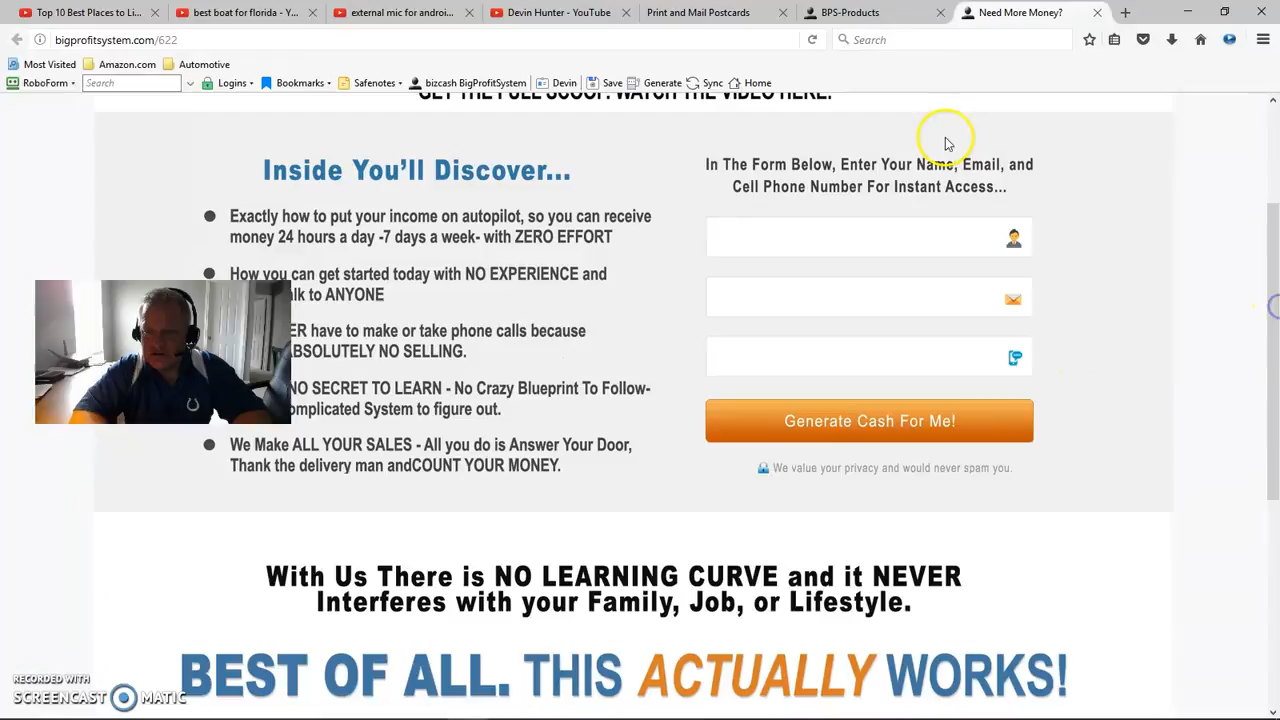 Top 10 Best Places to Li...
best boat for florida - Y...
external mic for androi...
Devin Hunter - YouTube
Print and Mail Postcards
BPS-Products
Need More Money?
bigprofitsystem.com/622
Search
Most Visited
Amazon.com
Automotive
RoboForm
Search
Logins
Bookmarks
Safenotes
bizcash BigProfitSystem
Devin
Save
Generate
Sync
Home
GET THE FULL SCOOP. WATCH THE VIDEO HERE.
Inside You'll Discover...
Exactly how to put your income on autopilot, so you can receive
money 24 hours a day -7 days a week- with ZERO EFFORT
How you can get started today with NO EXPERIENCE and
lk to ANYONE
ER have to make or take phone calls because
ABSOLUTELY NO SELLING.
NO SECRET TO LEARN - No Crazy Blueprint To Follow-
omplicated System to figure out.
We Make ALL YOUR SALES - All you do is Answer Your Door,
Thank the delivery man andCOUNT YOUR MONEY.
In The Form Below, Enter Your Name, Email, and
Cell Phone Number For Instant Access...
Generate Cash For Me!
We value your privacy and would never spam you.
With Us There is NO LEARNING CURVE and it NEVER
Interferes with your Family, Job, or Lifestyle.
BEST OF ALL. THIS ACTUALLY WORKS!
RECORDED WITH
SCREENCAST MATIC